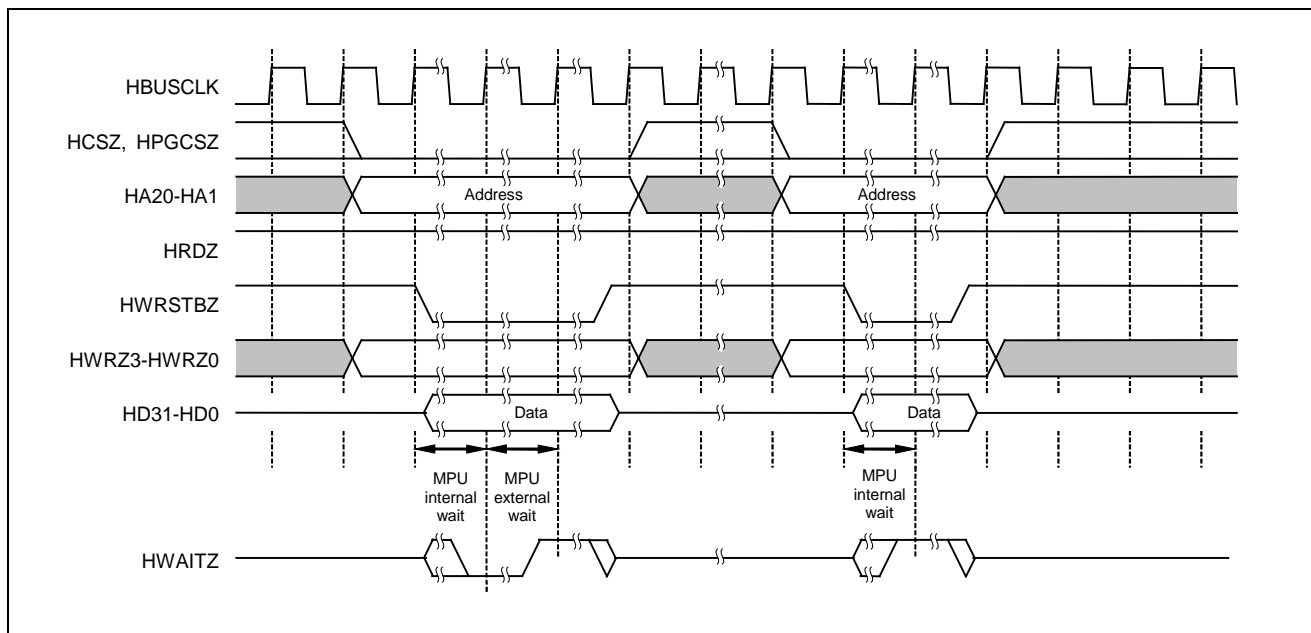 HBUSCLK
HCSZ, HPGCSZ
HA20-HA1
Address
Address
HRDZ
HWRSTBZ
HWRZ3-HWRZ0
HD31-HD0
Data
Data
MPU
internal
wait
MPU
external
wait
MPU
internal
wait
HWAITZ